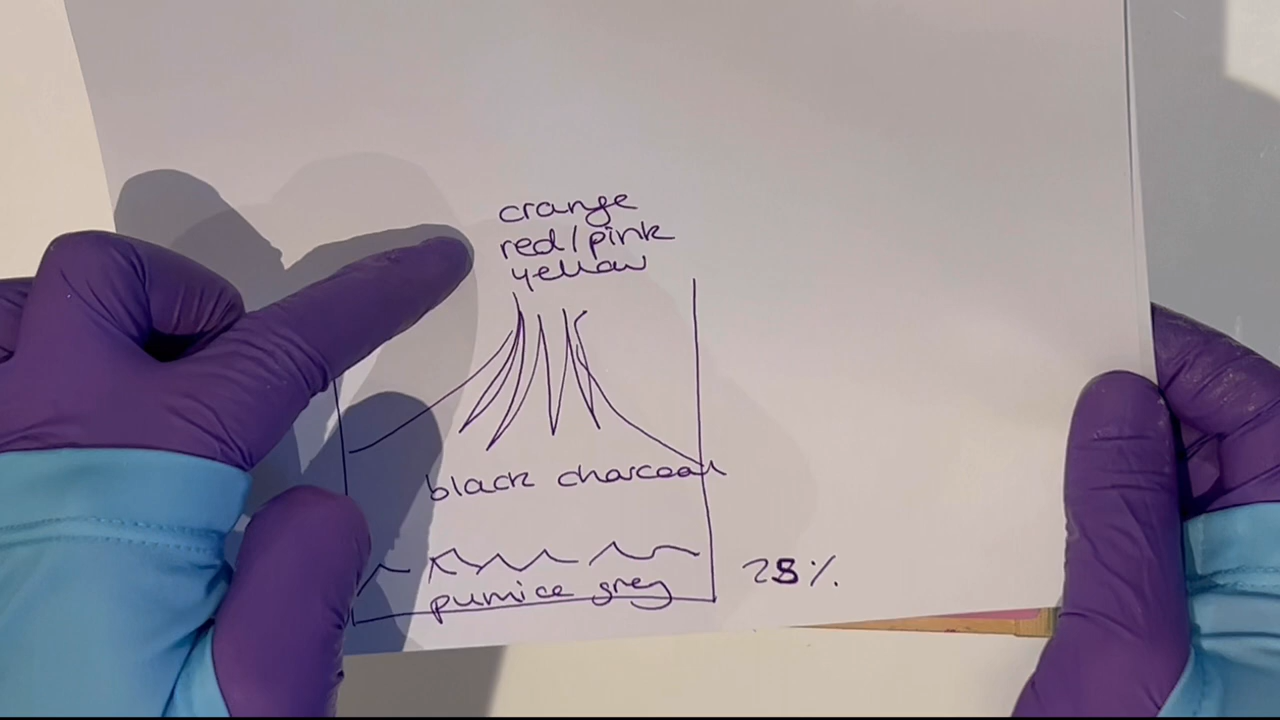 orange
red/pink
yellow
black charcoal
pumice grey
25%